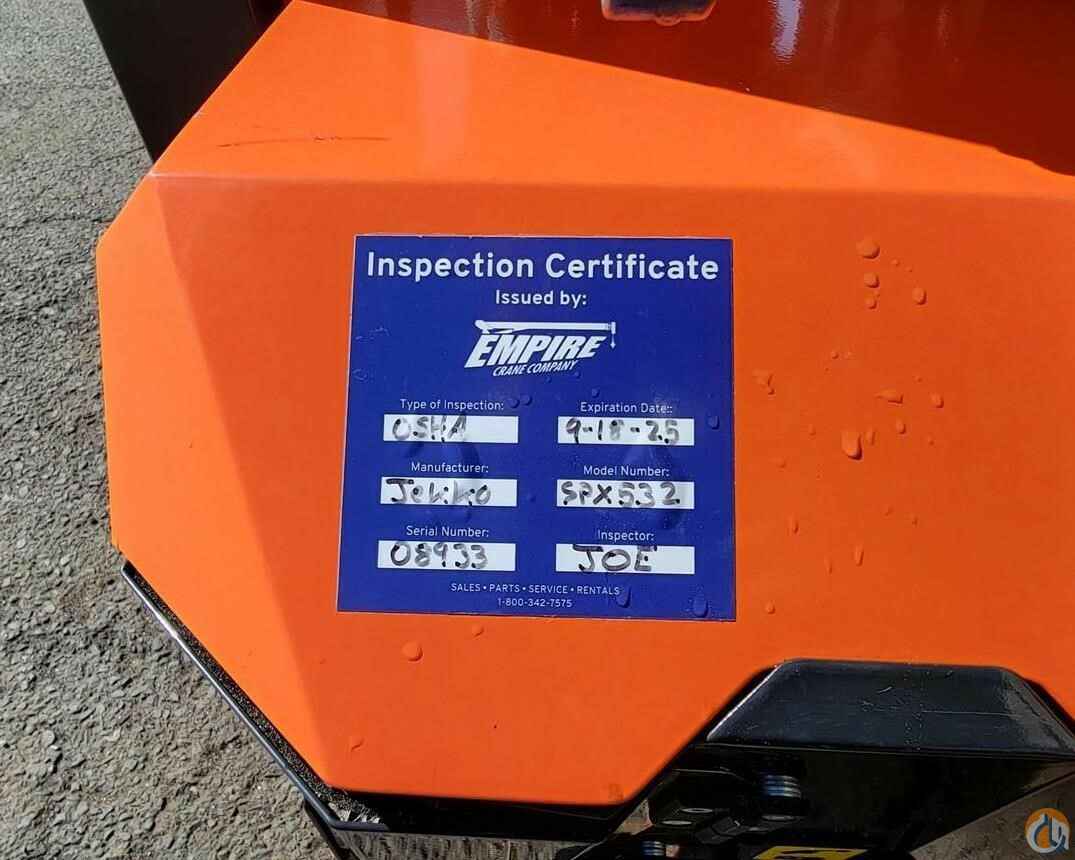 Inspection Certificate
Issued by:
EMPIRE
CRANE COMPANY
Type of Inspection:
OSHA
Expiration Date::
9-18-25
Manufacturer:
Jekko
Model Number:
SPX532
Serial Number:
08933
Inspector:
JOE
SALES • PARTS • SERVICE • RENTALS
1-800-342-7575